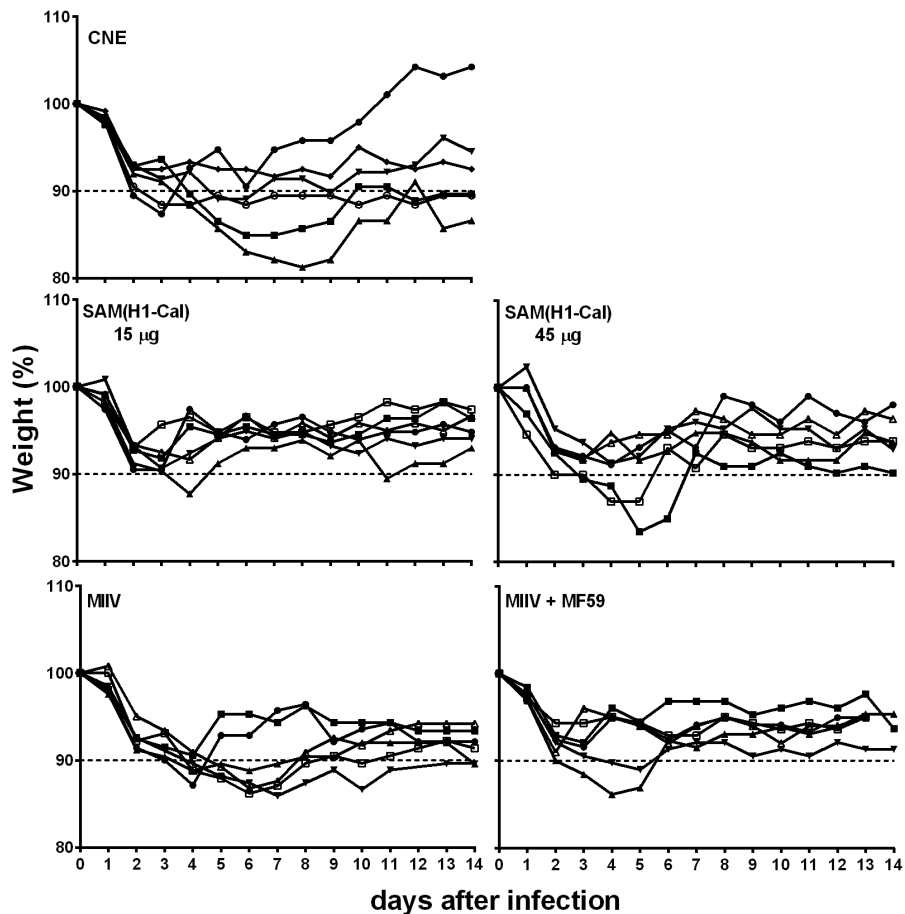 110
CNE
100
90
80
110
SAM(H1-Cal)
15 μg
SAM(H1-Cal)
45 μg
100
90
80
Weight (%)
110
MIIV
MIIV + MF59
100
90
80
0 1 2 3 4 5 6 7 8 9 10 11 12 13 14
0 1 2 3 4 5 6 7 8 9 10 11 12 13 14
days after infection